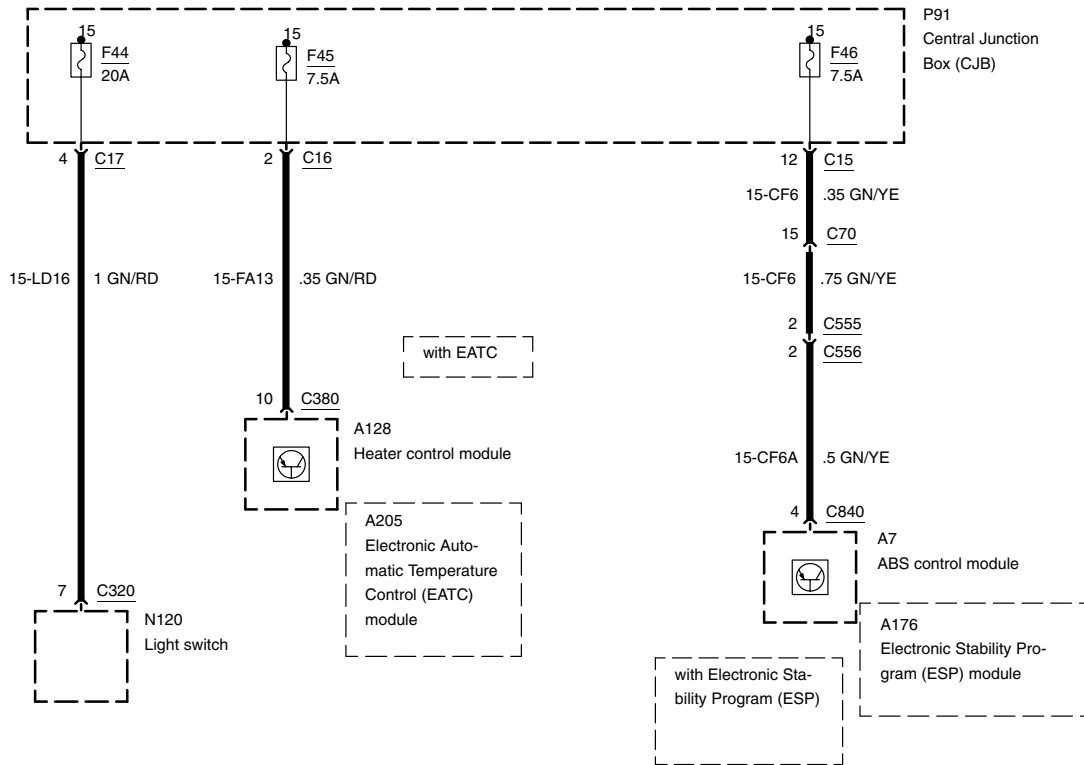 P91
Central Junction
Box (CJB)
15
F44
20A
15
F45
7.5A
15
F46
7.5A
4 C17
2 C16
12 C15
15-CF6 .35 GN/YE
15 C70
15-LD16 1 GN/RD
15-FA13 .35 GN/RD
15-CF6 .75 GN/YE
2 C555
2 C556
with EATC
10 C380
A128
Heater control module
15-CF6A .5 GN/YE
4 C840
A205
Electronic Auto-
matic Temperature
Control (EATC)
module
A7
ABS control module
7 C320
N120
Light switch
A176
Electronic Stability Pro-
gram (ESP) module
with Electronic Sta-
bility Program (ESP)